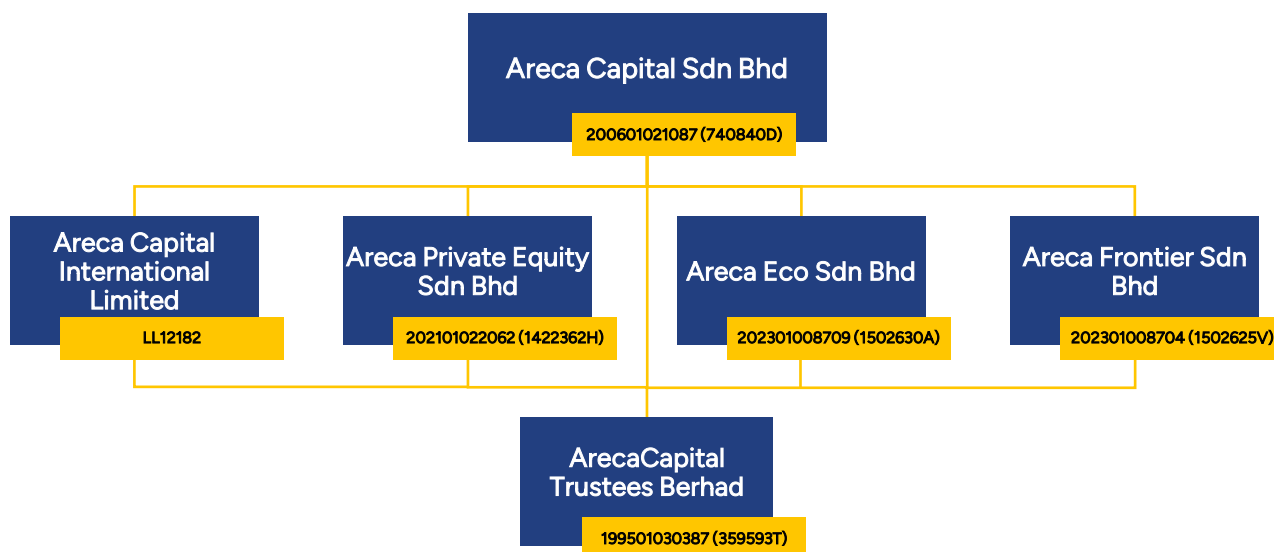 Areca Capital Sdn Bhd
200601021087 (740840D)
Areca Capital
International
Limited
LL12182
Areca Private Equity
Sdn Bhd
202101022062 (1422362H)
Areca Eco Sdn Bhd
202301008709 (1502630A)
Areca Frontier Sdn
Bhd
202301008704 (1502625V)
ArecaCapital
Trustees Berhad
199501030387 (359593T)